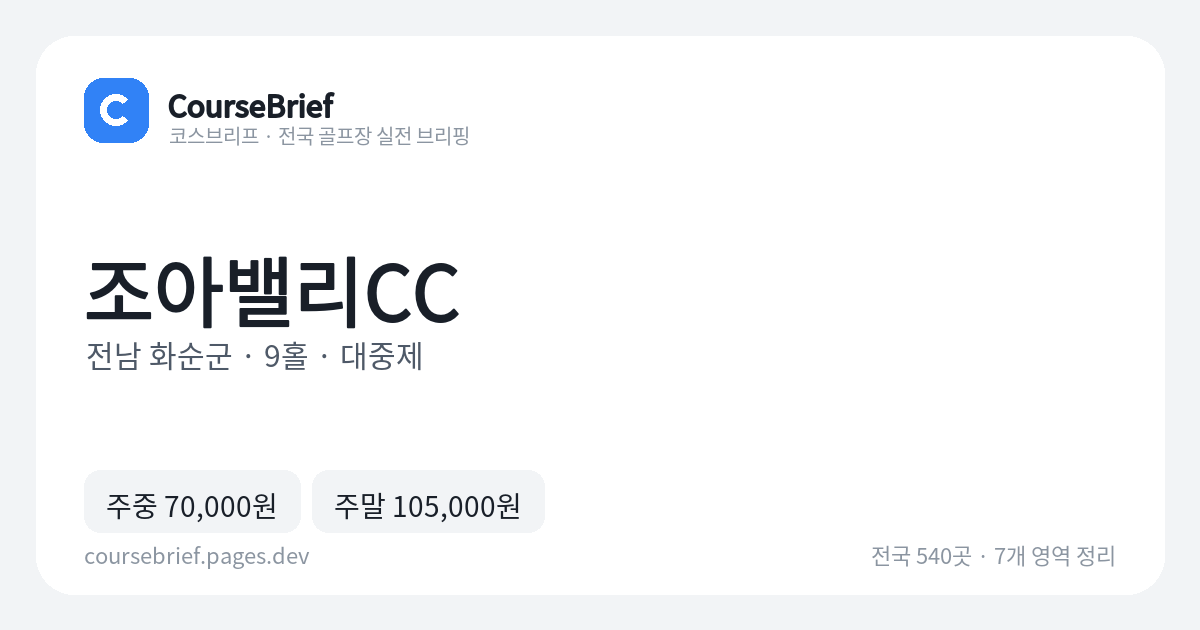 C
CourseBrief
코스브리프 · 전국 골프장 실전 브리핑
조아밸리CC
전남 화순군 · 9홀 · 대중제
주중 70,000원 주말 105,000원
coursebrief.pages.dev 전국 540곳 · 7개 영역 정리